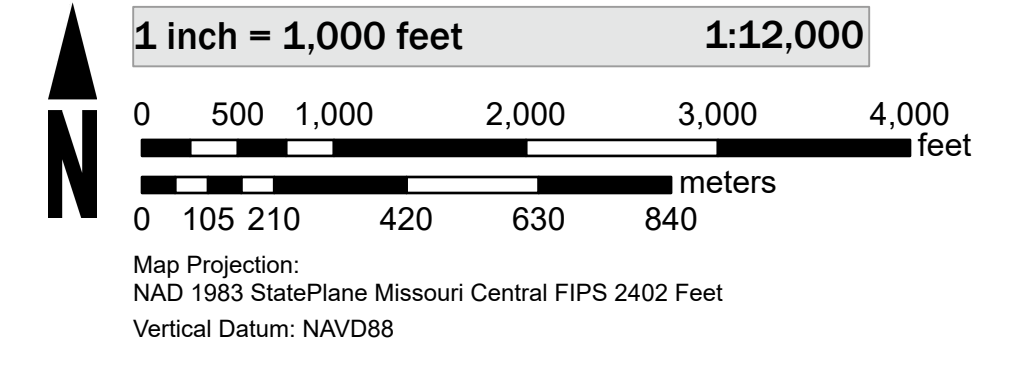 1 inch = 1,000 feet 1:12,000
0 500 1,000 2,000 3,000 4,000
feet
meters
0 105 210 420 630 840
N
Map Projection:
NAD 1983 StatePlane Missouri Central FIPS 2402 Feet
Vertical Datum: NAVD88